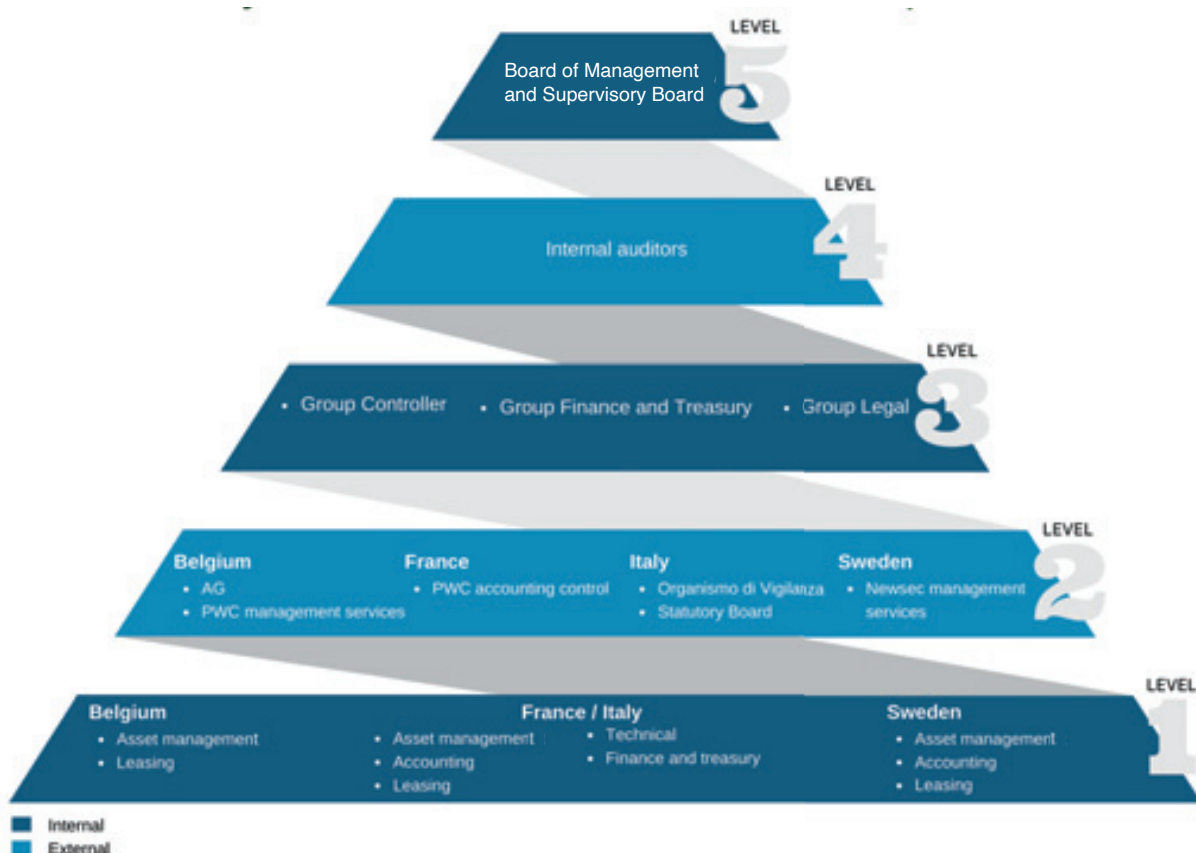 LEVEL
5
Board of Management
and Supervisory Board
LEVEL
4
Internal auditors
LEVEL
3
• Group Controller • Group Finance and Treasury • Group Legal
LEVEL
2
Belgium
• AG
• PWC management services
France
• PWC accounting control
Italy
• Organismo di Vigilanza
• Statutory Board
Sweden
• Newsec management
services
LEVEL
1
Belgium
• Asset management
• Leasing
France / Italy
• Asset management
• Accounting
• Leasing
• Technical
• Finance and treasury
Sweden
• Asset management
• Accounting
• Leasing
Internal
External